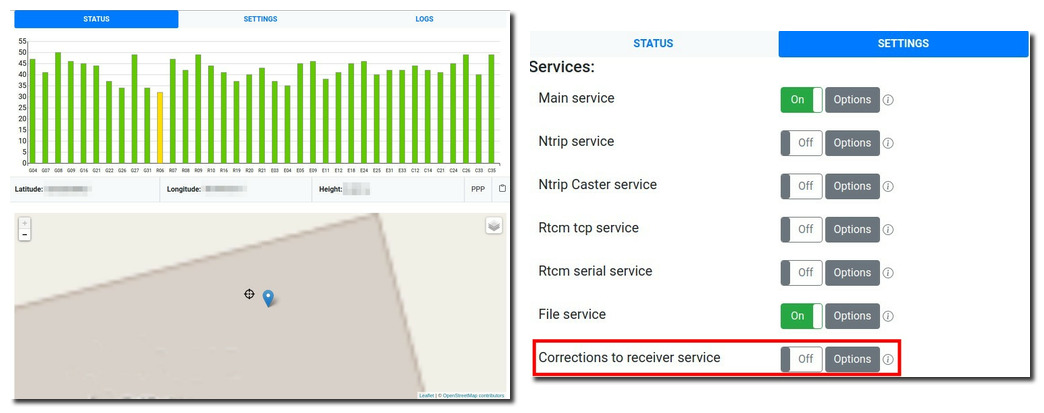 STATUS SETTINGS LOGS
55
50
45
40
35
30
25
20
15
10
5
0
G04 G07 G08 G09 G16 G21 G22 G26 G27 G31 R06 R07 R08 R09 R10 R16 R19 R20 R21 E03 E04 E05 E09 E11 E12 E24 E25 E31 E33 C12 C14 C21 C24 C26 C33 C35
Latitude: Longitude: Height: PPP
+
−
Leaflet | © OpenStreetMap contributors
STATUS SETTINGS
Services:
Main service On Options i
Ntrip service Off Options i
Ntrip Caster service Off Options i
Rtcm tcp service Off Options i
Rtcm serial service Off Options i
File service On Options i
Corrections to receiver service Off Options i